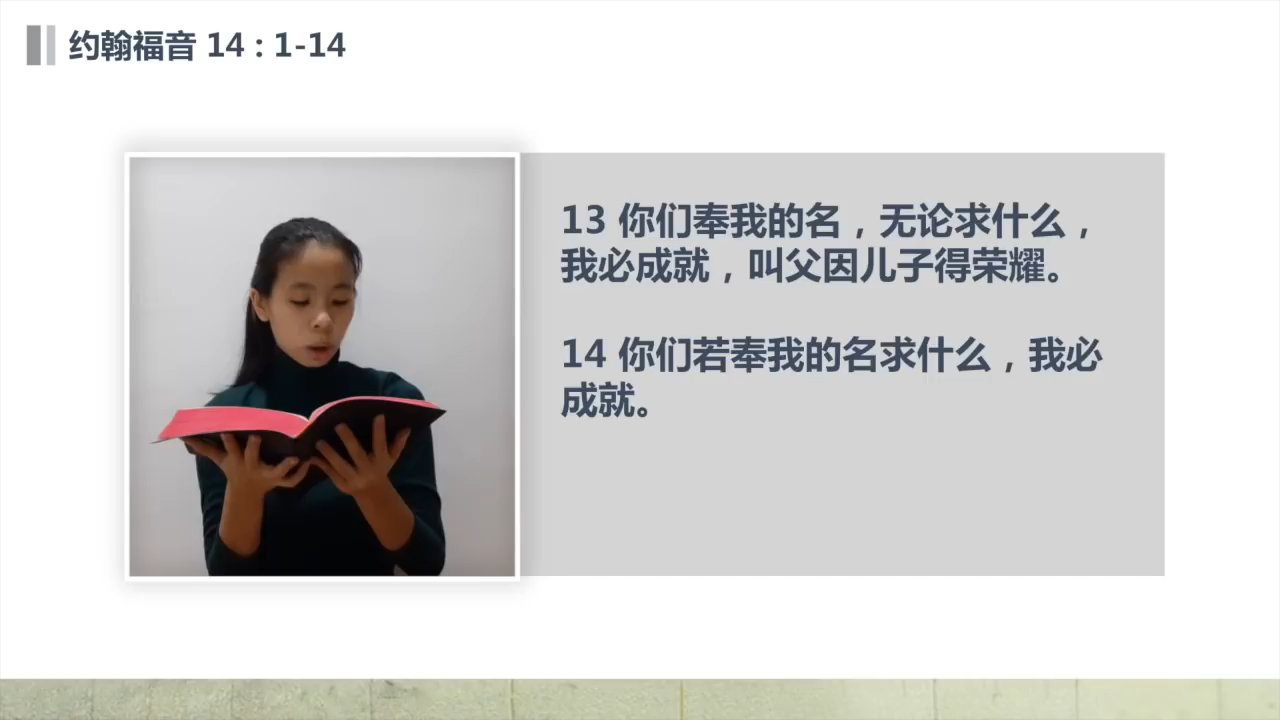 约翰福音 14 : 1-14
13 你们奉我的名，无论求什么，
我必成就，叫父因儿子得荣耀。
14 你们若奉我的名求什么，我必
成就。